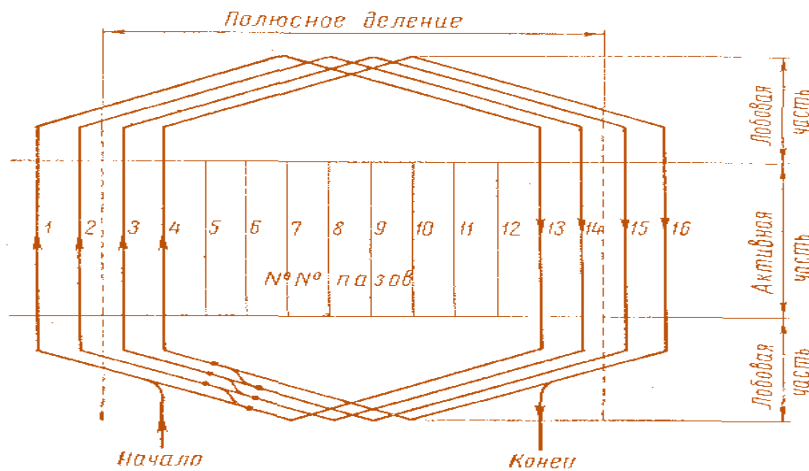 Полюсное деление
Лобовая
часть
1 2 3 4 5 6 7 8 9 10 11 12 13 14 15 16
Активная
часть
№№ пазов
Лобовая
часть
Начало
Конец